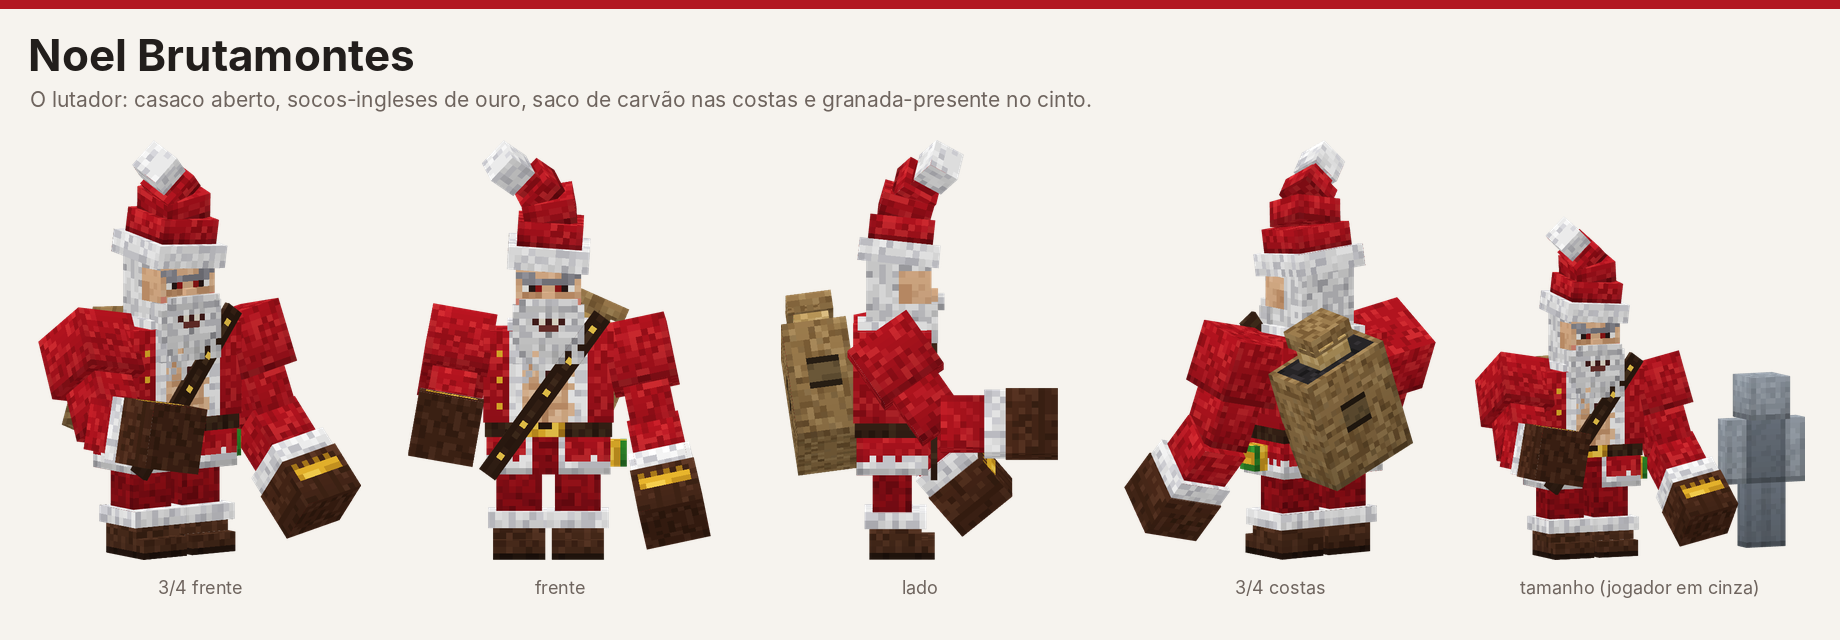 Noel Brutamontes
O lutador: casaco aberto, socos-ingleses de ouro, saco de carvão nas costas e granada-presente no cinto.
3/4 frente
frente
lado
3/4 costas
tamanho (jogador em cinza)